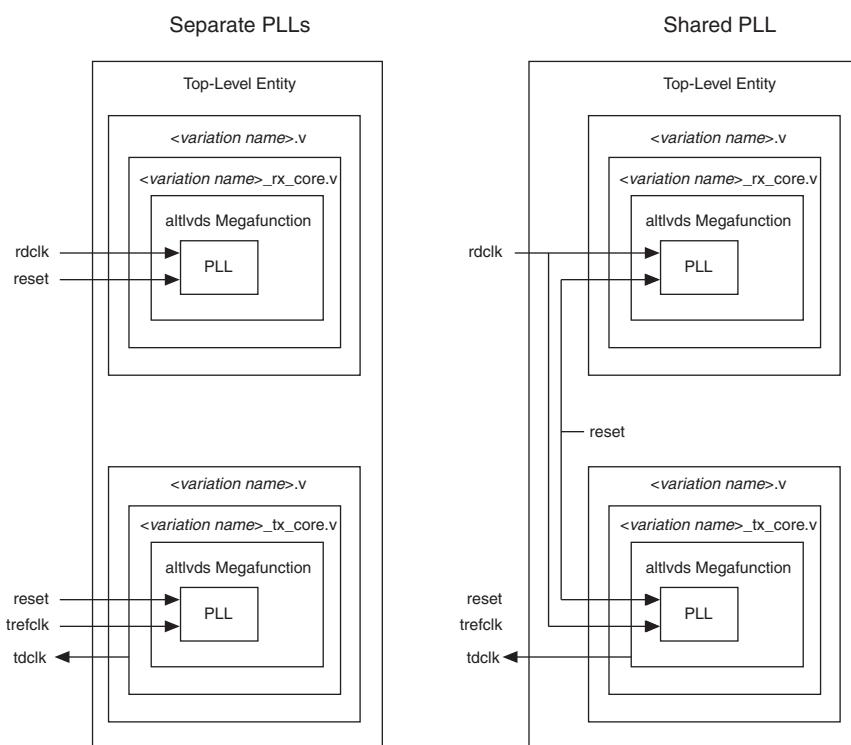 Separate PLLs
Top-Level Entity
<variation name>.v
<variation name>_rx_core.v
altlvds Megafunction
rdclk
PLL
reset
<variation name>.v
<variation name>_tx_core.v
altlvds Megafunction
reset
PLL
trefclk
tdclk
Shared PLL
Top-Level Entity
<variation name>.v
<variation name>_rx_core.v
altlvds Megafunction
rdclk
PLL
reset
<variation name>.v
<variation name>_tx_core.v
altlvds Megafunction
reset
PLL
trefclk
tdclk